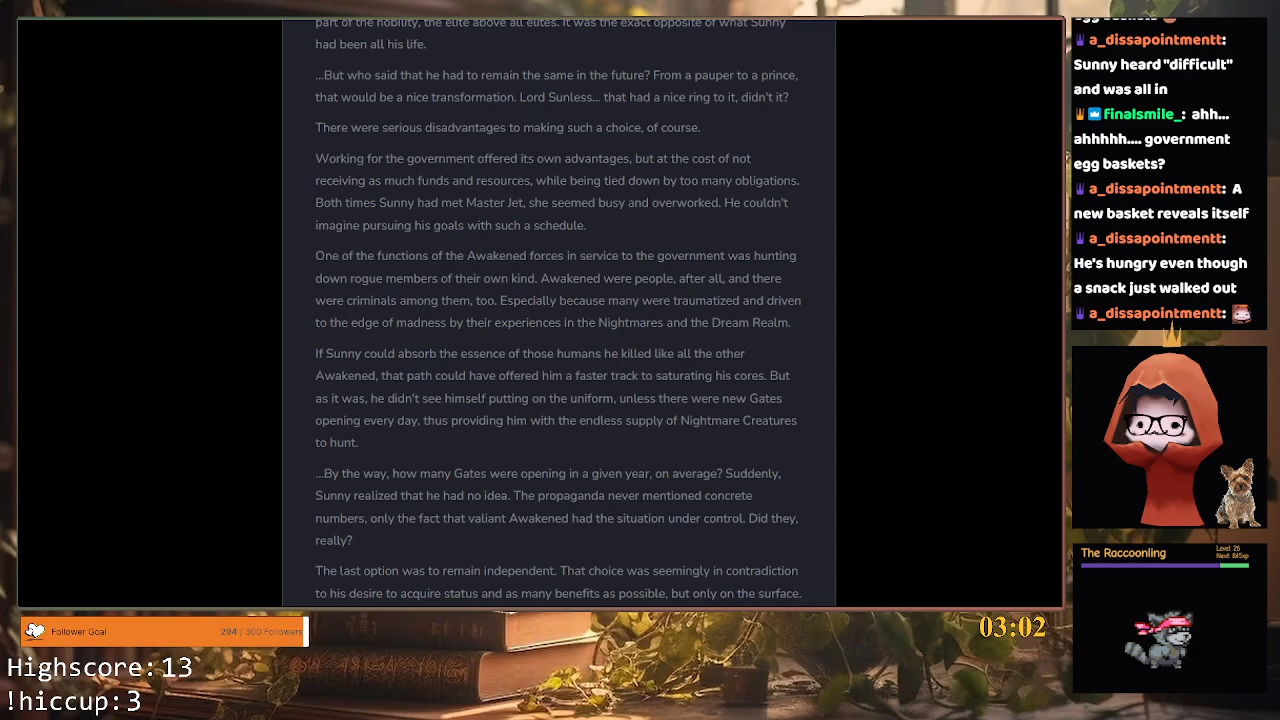 part of the nobility, the elite above all elites. It was the exact opposite of what Sunny
had been all his life.
...But who said that he had to remain the same in the future? From a pauper to a prince,
that would be a nice transformation. Lord Sunless... that had a nice ring to it, didn't it?
There were serious disadvantages to making such a choice, of course.
Working for the government offered its own advantages, but at the cost of not
receiving as much funds and resources, while being tied down by too many obligations.
Both times Sunny had met Master Jet, she seemed busy and overworked. He couldn't
imagine pursuing his goals with such a schedule.
One of the functions of the Awakened forces in service to the government was hunting
down rogue members of their own kind. Awakened were people, after all, and there
were criminals among them, too. Especially because many were traumatized and driven
to the edge of madness by their experiences in the Nightmares and the Dream Realm.
If Sunny could absorb the essence of those humans he killed like all the other
Awakened, that path could have offered him a faster track to saturating his cores. But
as it was, he didn't see himself putting on the uniform, unless there were new Gates
opening every day, thus providing him with the endless supply of Nightmare Creatures
to hunt.
...By the way, how many Gates were opening in a given year, on average? Suddenly,
Sunny realized that he had no idea. The propaganda never mentioned concrete
numbers, only the fact that valiant Awakened had the situation under control. Did they,
really?
The last option was to remain independent. That choice was seemingly in contradiction
to his desire to acquire status and as many benefits as possible, but only on the surface.
egg baskets
a_dissapointmentt:
Sunny heard "difficult"
and was all in
finalsmile_: ahh...
ahhhhh.... government
egg baskets?
a_dissapointmentt: A
new basket reveals itself
a_dissapointmentt:
He's hungry even though
a snack just walked out
a_dissapointmentt:
The Raccoonling
Level: 26
Next: 845xp
Follower Goal
294 / 300 Followers
03:02
Highscore:13
!hiccup:3